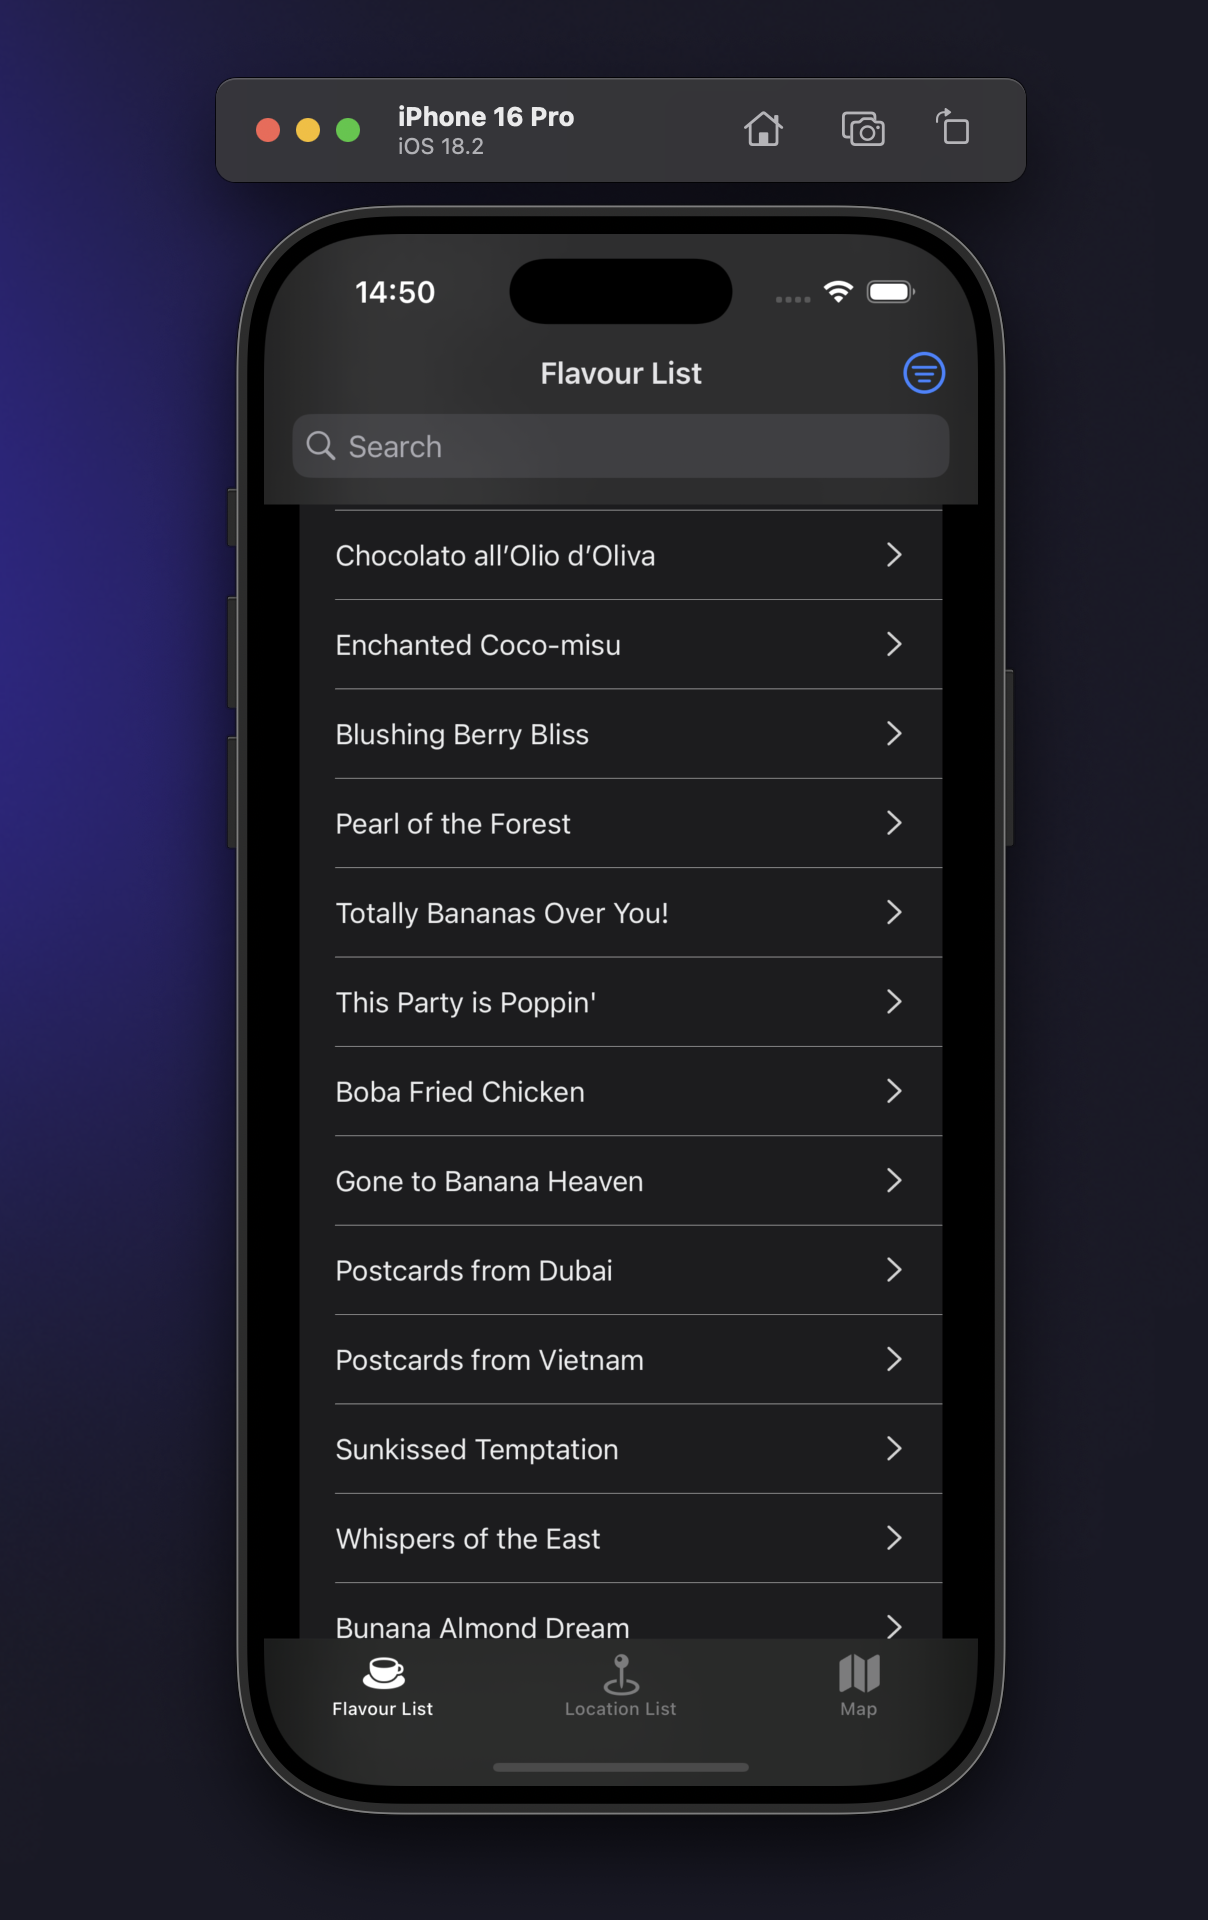 iPhone 16 Pro
iOS 18.2
14:50
Flavour List
Search
Chocolato all’Olio d’Oliva
Enchanted Coco-misu
Blushing Berry Bliss
Pearl of the Forest
Totally Bananas Over You!
This Party is Poppin'
Boba Fried Chicken
Gone to Banana Heaven
Postcards from Dubai
Postcards from Vietnam
Sunkissed Temptation
Whispers of the East
Bunana Almond Dream
Flavour List
Location List
Map